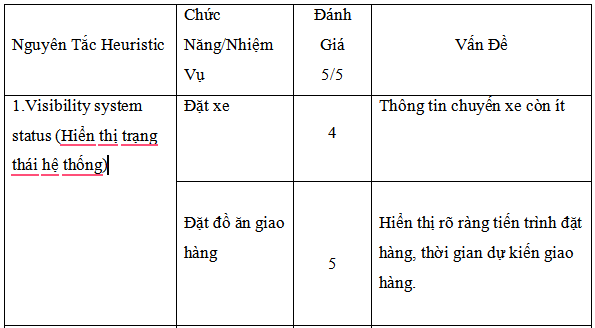 Nguyên Tắc Heuristic
Chức
Năng/Nhiệm
Vụ
Đánh
Giá
5/5
Vấn Đề
1.Visibility system
status (Hiển thị trạng
thái hệ thống)
Đặt xe
4
Thông tin chuyến xe còn ít
Đặt đồ ăn giao
hàng
5
Hiển thị rõ ràng tiến trình đặt
hàng, thời gian dự kiến giao
hàng.